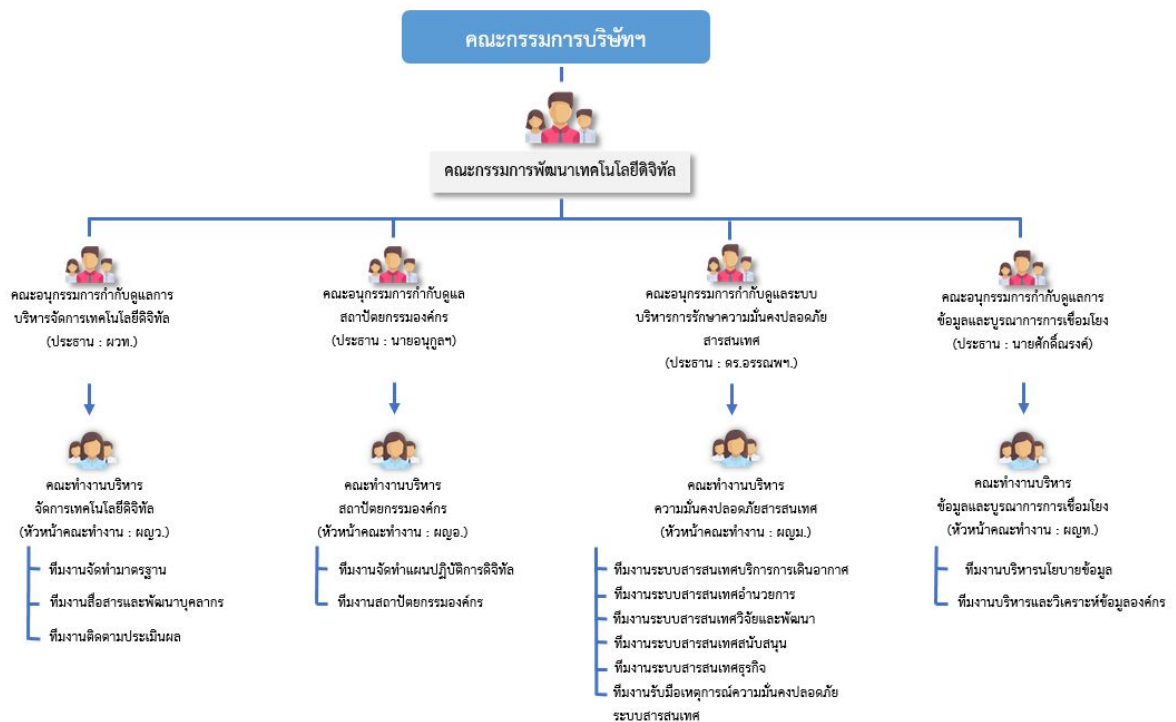 คณะกรรมการบริษัทฯ
คณะกรรมการพัฒนาเทคโนโลยีดิจิทัล
คณะอนุกรรมการกำกับดูแลการ
บริหารจัดการเทคโนโลยีดิจิทัล
(ประธาน : ผวท.)
คณะอนุกรรมการกำกับดูแล
สถาปัตยกรรมองค์กร
(ประธาน : นายอนุกูลฯ)
คณะอนุกรรมการกำกับดูแลระบบ
บริหารการรักษาความมั่นคงปลอดภัย
สารสนเทศ
(ประธาน : ดร.อรรณพฯ.)
คณะอนุกรรมการกำกับดูแลการ
ข้อมูลและบูรณาการการเชื่อมโยง
(ประธาน : นายศักดิ์ณรงค์)
คณะทำงานบริหาร
จัดการเทคโนโลยีดิจิทัล
(หัวหน้าคณะทำงาน : ผญว.)
ทีมงานจัดทำมาตรฐาน
ทีมงานสื่อสารและพัฒนาบุคลากร
ทีมงานติดตามประเมินผล
คณะทำงานบริหาร
สถาปัตยกรรมองค์กร
(หัวหน้าคณะทำงาน : ผญอ.)
ทีมงานจัดทำแผนปฏิบัติการดิจิทัล
ทีมงานสถาปัตยกรรมองค์กร
คณะทำงานบริหาร
ความมั่นคงปลอดภัยสารสนเทศ
(หัวหน้าคณะทำงาน : ผญม.)
ทีมงานระบบสารสนเทศบริการการเดินอากาศ
ทีมงานระบบสารสนเทศอำนวยการ
ทีมงานระบบสารสนเทศวิจัยและพัฒนา
ทีมงานระบบสารสนเทศสนับสนุน
ทีมงานระบบสารสนเทศธุรกิจ
ทีมงานรับมือเหตุการณ์ความมั่นคงปลอดภัย
ระบบสารสนเทศ
คณะทำงานบริหาร
ข้อมูลและบูรณาการการเชื่อมโยง
(หัวหน้าคณะทำงาน : ผญท.)
ทีมงานบริหารนโยบายข้อมูล
ทีมงานบริหารและวิเคราะห์ข้อมูลองค์กร